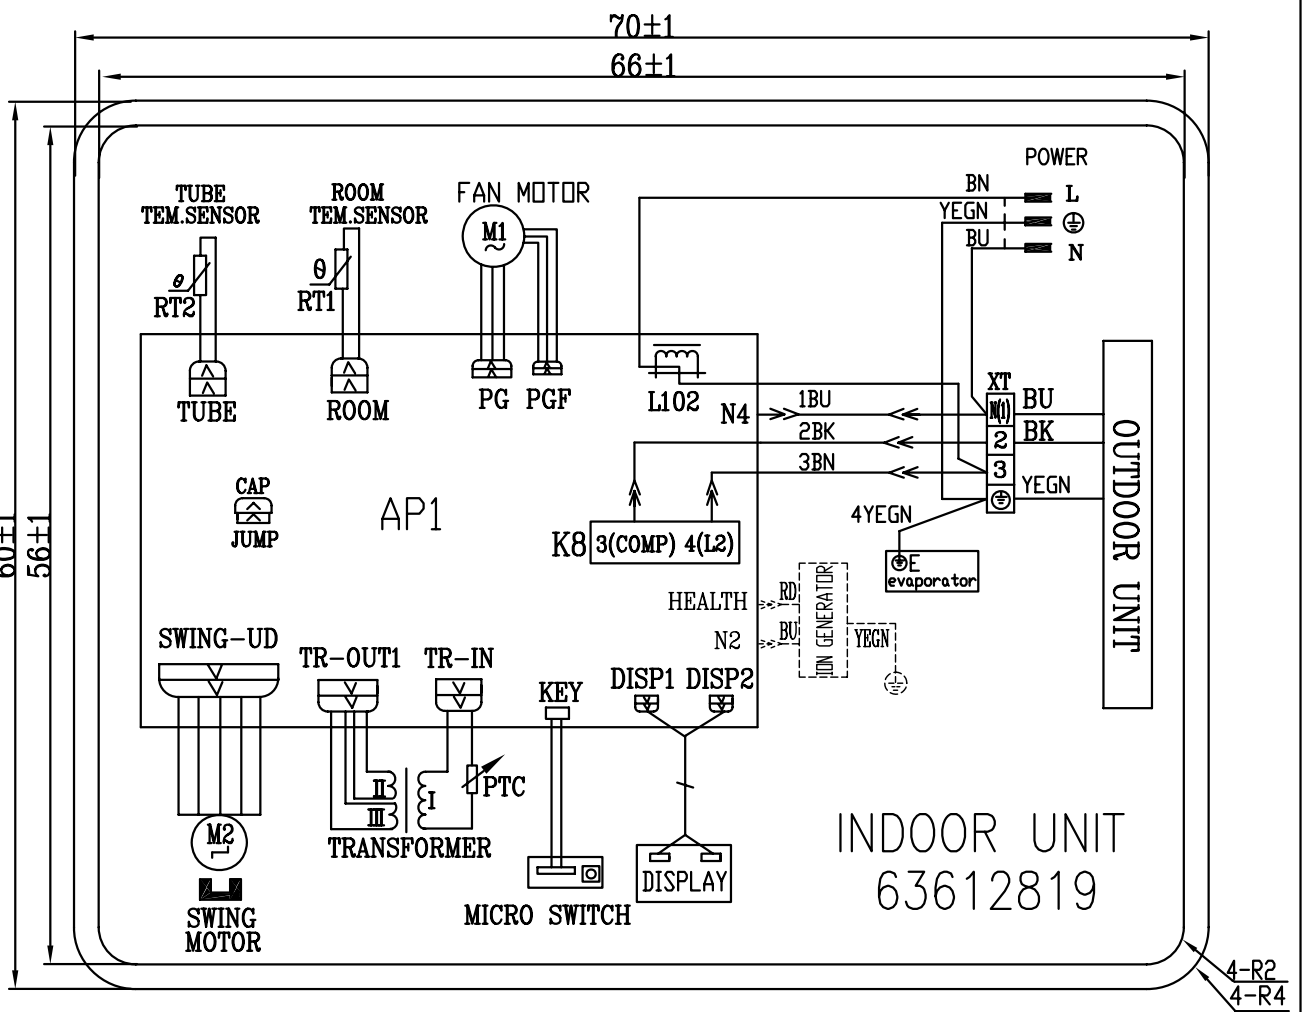 70±1
66±1
60±1
56±1
POWER
BN
L
YEGN
BU
N
TUBE
TEM.SENSOR
ROOM
TEM.SENSOR
FAN MOTOR
M1
~
θ
RT2
θ
RT1
TUBE
ROOM
PG
PGF
L102
N4
1BU
2BK
3BN
XT
N(1)
2
3
BU
BK
YEGN
OUTDOOR UNIT
CAP
JUMP
AP1
K8
3(COMP)
4(L2)
4YEGN
E
evaporator
HEALTH
RD
N2
BU
ION GENERATOR
YEGN
SWING-UD
TR-OUT1
TR-IN
KEY
DISP1
DISP2
II
III
I
PTC
TRANSFORMER
M2
SWING
MOTOR
MICRO SWITCH
DISPLAY
INDOOR UNIT
63612819
4-R2
4-R4